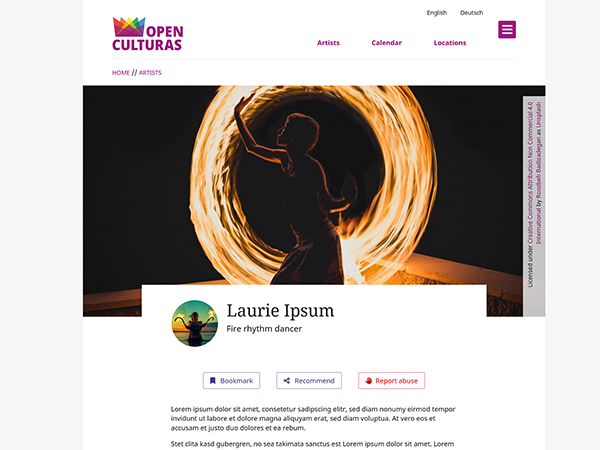 English Deutsch
OPEN
CULTURAS
Artists Calendar Locations
HOME // ARTISTS
Licensed under Creative Commons Attribution Non Commercial 4.0
International by Roozbeh Badizadegan as Unsplash
Laurie Ipsum
Fire rhythm dancer
Bookmark Recommend Report abuse
Lorem ipsum dolor sit amet, consetetur sadipscing elitr, sed diam nonumy eirmod tempor
invidunt ut labore et dolore magna aliquyam erat, sed diam voluptua. At vero eos et
accusam et justo duo dolores et ea rebum.
Stet clita kasd gubergren, no sea takimata sanctus est Lorem ipsum dolor sit amet. Lorem